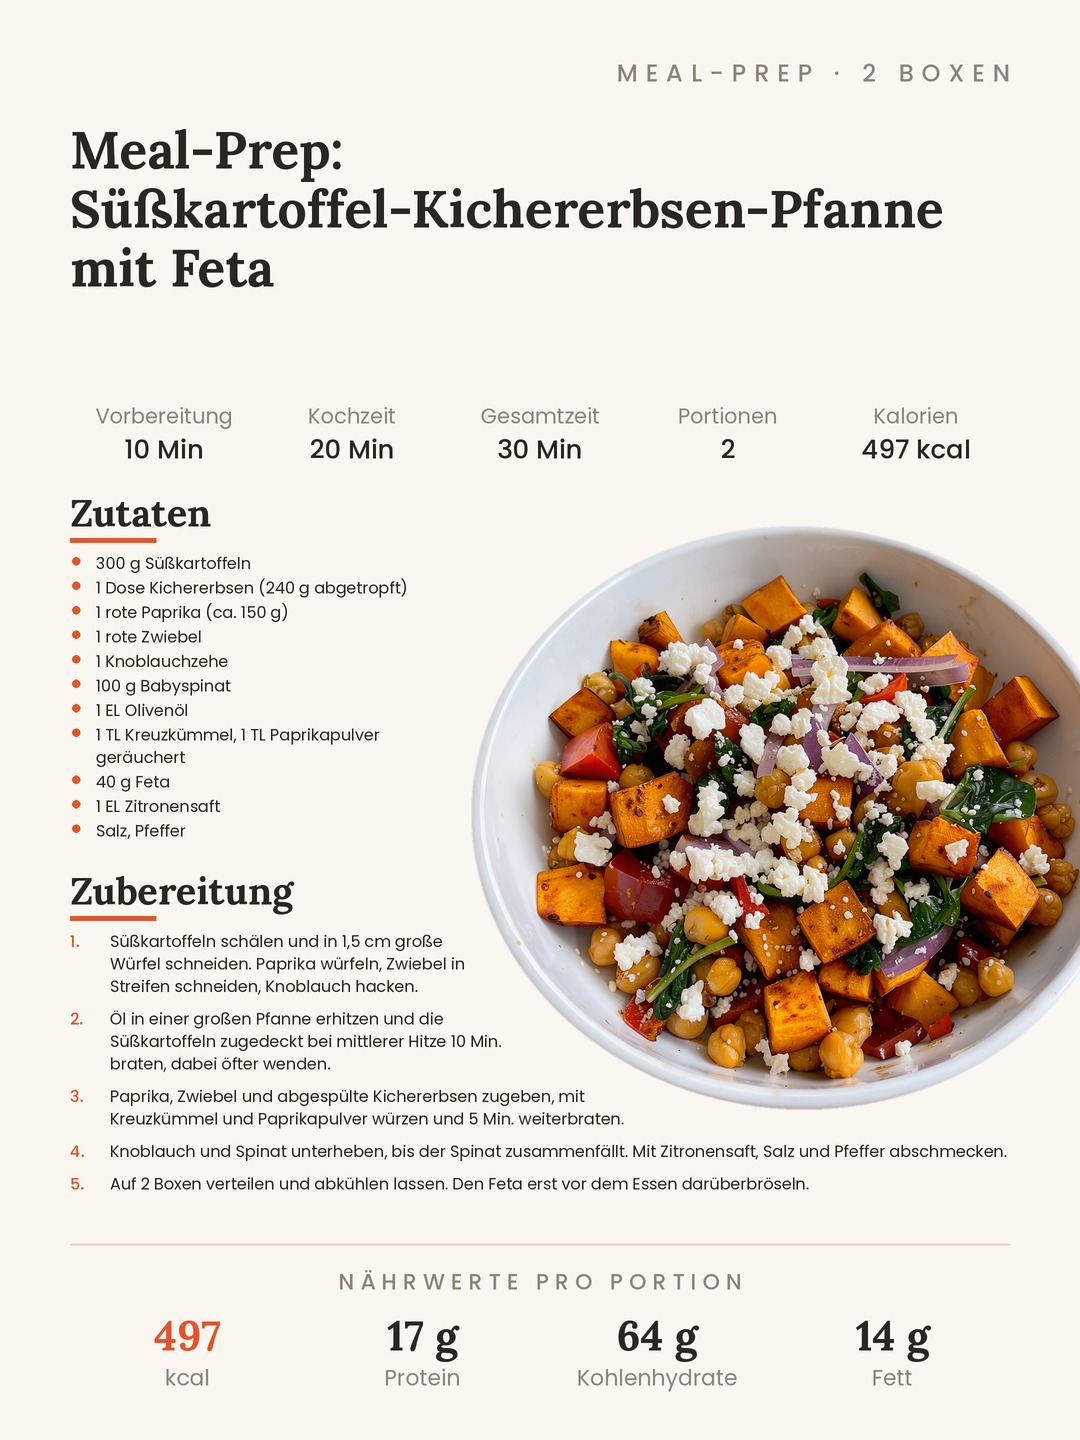 MEAL-PREP · 2 BOXEN
Meal-Prep:
Süßkartoffel-Kichererbsen-Pfanne
mit Feta
Vorbereitung
10 Min
Kochzeit
20 Min
Gesamtzeit
30 Min
Portionen
2
Kalorien
497 kcal
Zutaten
300 g Süßkartoffeln
1 Dose Kichererbsen (240 g abgetropft)
1 rote Paprika (ca. 150 g)
1 rote Zwiebel
1 Knoblauchzehe
100 g Babyspinat
1 EL Olivenöl
1 TL Kreuzkümmel, 1 TL Paprikapulver
geräuchert
40 g Feta
1 EL Zitronensaft
Salz, Pfeffer
Zubereitung
1. Süßkartoffeln schälen und in 1,5 cm große
Würfel schneiden. Paprika würfeln, Zwiebel in
Streifen schneiden, Knoblauch hacken.
2. Öl in einer großen Pfanne erhitzen und die
Süßkartoffeln zugedeckt bei mittlerer Hitze 10 Min.
braten, dabei öfter wenden.
3. Paprika, Zwiebel und abgespülte Kichererbsen zugeben, mit
Kreuzkümmel und Paprikapulver würzen und 5 Min. weiterbraten.
4. Knoblauch und Spinat unterheben, bis der Spinat zusammenfällt. Mit Zitronensaft, Salz und Pfeffer abschmecken.
5. Auf 2 Boxen verteilen und abkühlen lassen. Den Feta erst vor dem Essen darüberbröseln.
NÄHRWERTE PRO PORTION
497
kcal
17 g
Protein
64 g
Kohlenhydrate
14 g
Fett